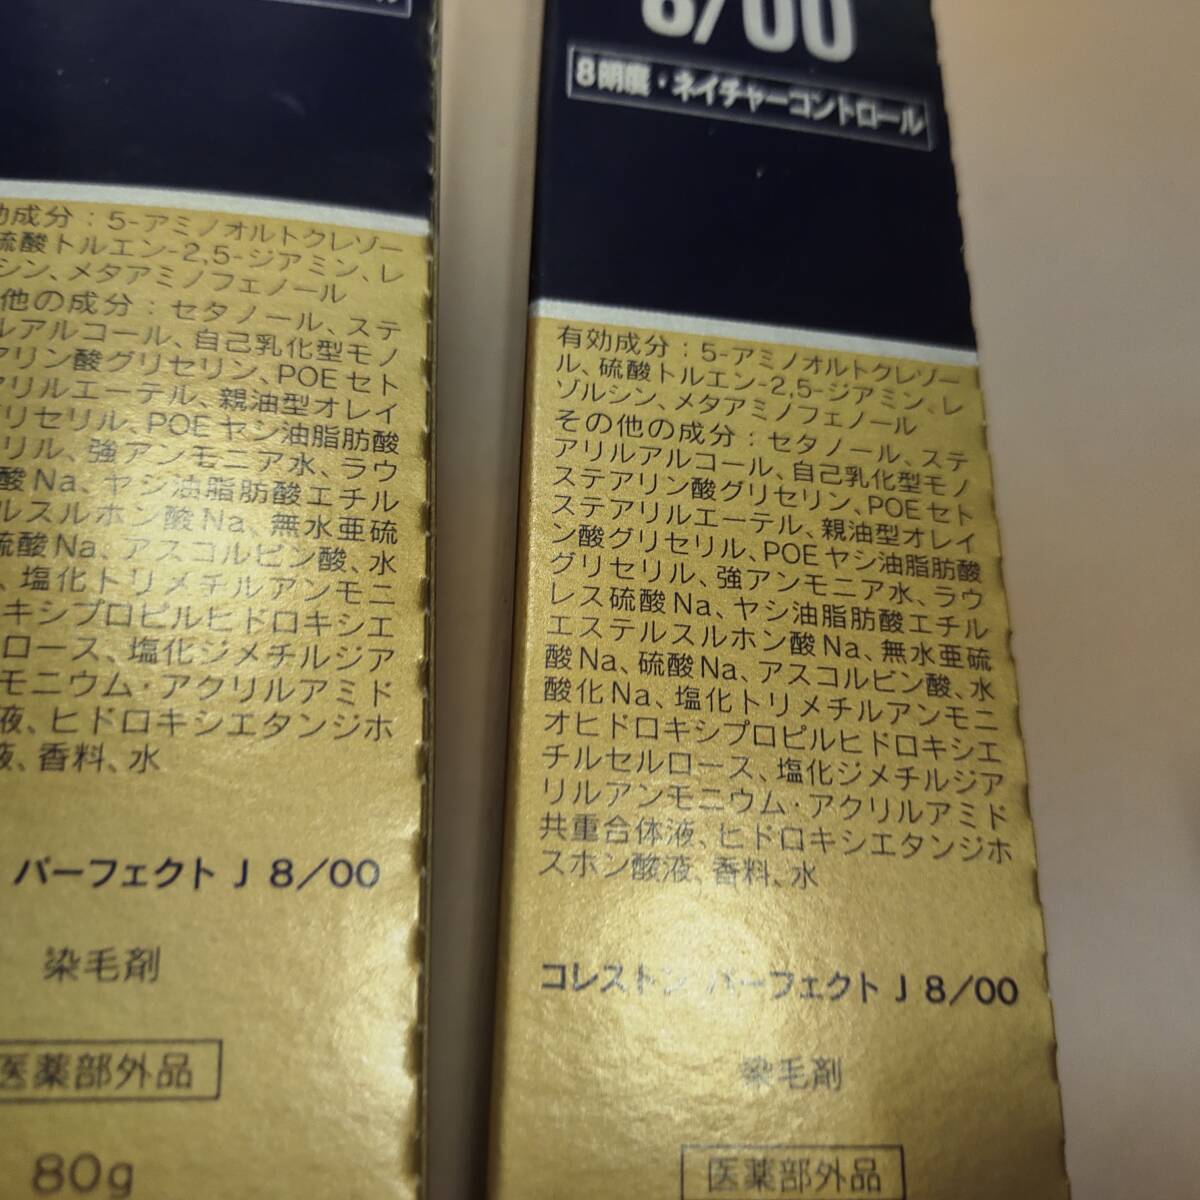 効成分：5-アミノオルトクレゾー
硫酸トルエン-2,5-ジアミン、レ
シン、メタアミノフェノール
他の成分：セタノール、ステ
ルアルコール、自己乳化型モノ
アリン酸グリセリン、POEセト
アリルエーテル、親油型オレイ
グリセリル、POEヤシ油脂肪酸
リル、強アンモニア水、ラウ
酸Na、ヤシ油脂肪酸エチル
ルスルホン酸Na、無水亜硫
硫酸Na、アスコルビン酸、水
、塩化トリメチルアンモニ
キシプロピルヒドロキシエ
ロース、塩化ジメチルジア
モニウム・アクリルアミド
液、ヒドロキシエタンジホ
液、香料、水
パーフェクト J 8/00
染毛剤
医薬部外品
80g
8/00
8明度・ネイチャーコントロール
有効成分：5-アミノオルトクレゾー
ル、硫酸トルエン-2,5-ジアミン、レ
ゾルシン、メタアミノフェノール
その他の成分：セタノール、ステ
アリルアルコール、自己乳化型モノ
ステアリン酸グリセリン、POEセト
ステアリルエーテル、親油型オレイ
ン酸グリセリル、POEヤシ油脂肪酸
グリセリル、強アンモニア水、ラウ
レス硫酸Na、ヤシ油脂肪酸エチル
エステルスルホン酸Na、無水亜硫
酸Na、硫酸Na、アスコルビン酸、水
酸化Na、塩化トリメチルアンモニ
オヒドロキシプロピルヒドロキシエ
チルセルロース、塩化ジメチルジア
リルアンモニウム・アクリルアミド
共重合体液、ヒドロキシエタンジホ
スホン酸液、香料、水
コレストン パーフェクト J 8/00
染毛剤
医薬部外品